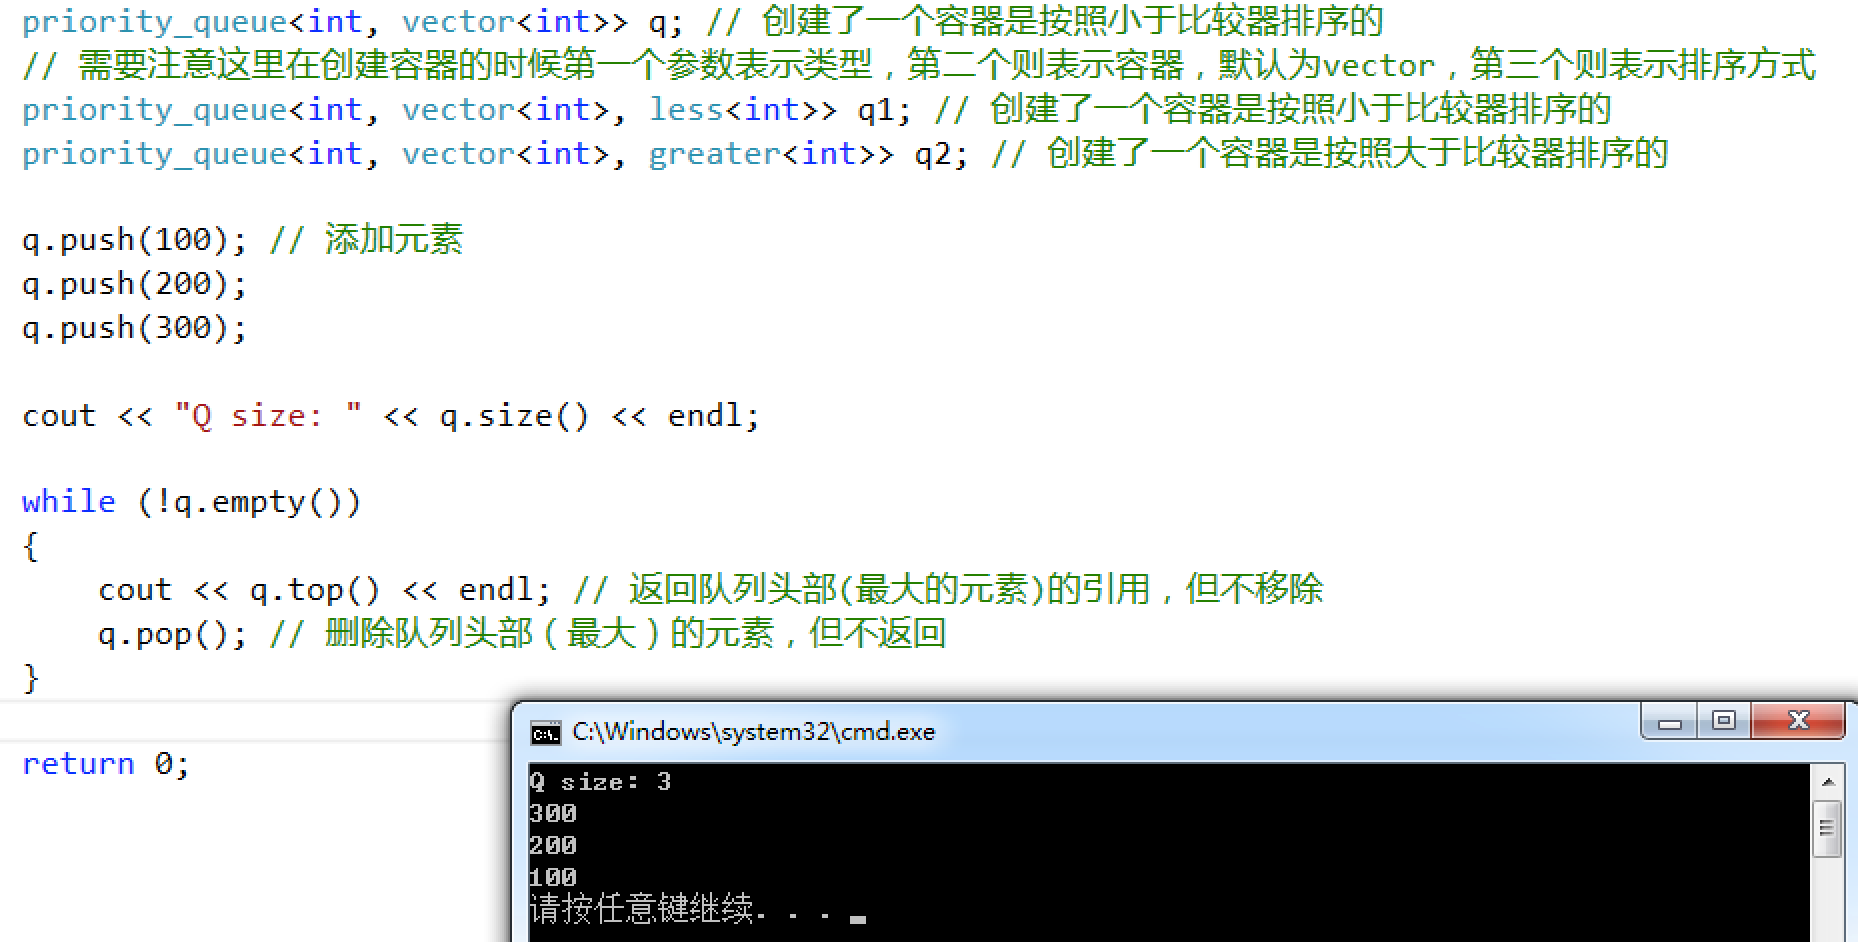 priority_queue<int, vector<int>> q; // 创建了一个容器是按照小于比较器排序的
// 需要注意这里在创建容器的时候第一个参数表示类型，第二个则表示容器，默认为vector，第三个则表示排序方式
priority_queue<int, vector<int>, less<int>> q1; // 创建了一个容器是按照小于比较器排序的
priority_queue<int, vector<int>, greater<int>> q2; // 创建了一个容器是按照大于比较器排序的
q.push(100); // 添加元素
q.push(200);
q.push(300);
cout << "Q size: " << q.size() << endl;
while (!q.empty())
{
    cout << q.top() << endl; // 返回队列头部(最大的元素)的引用，但不移除
    q.pop(); // 删除队列头部（最大）的元素，但不返回
}
return 0;
C:\Windows\system32\cmd.exe
Q size: 3
300
200
100
请按任意键继续. . .